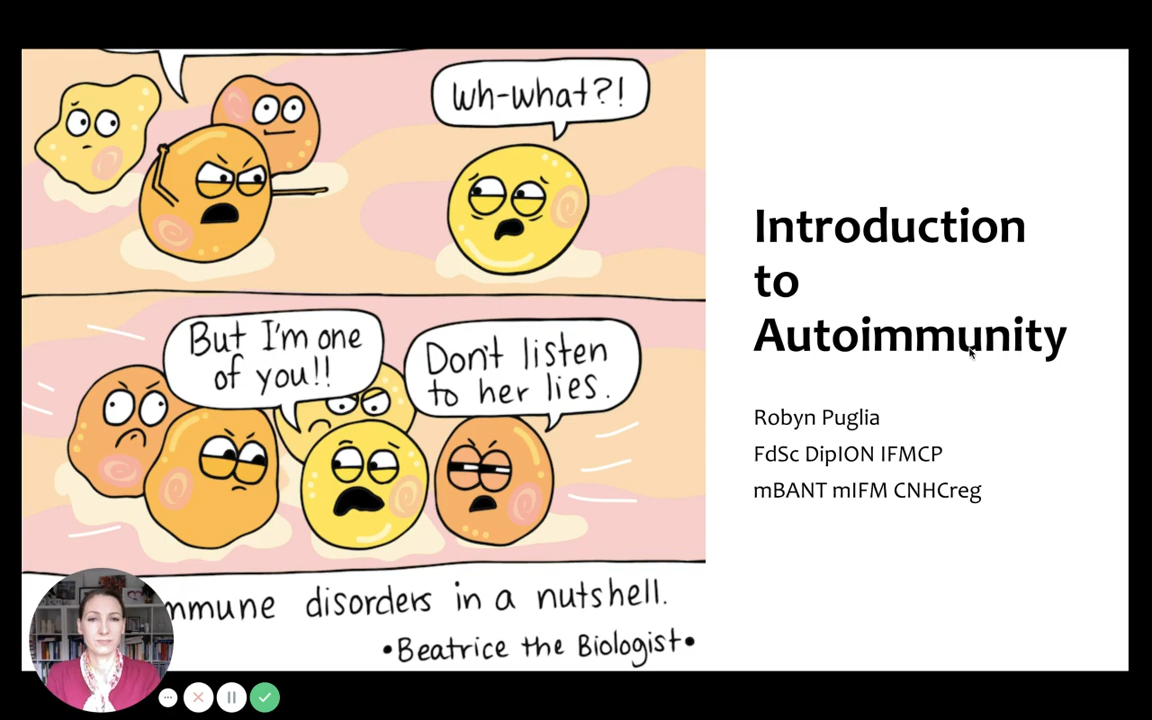 wh-what?!
But I'm one
of you!!
Don't listen
to her lies.
mmune disorders in a nutshell.
•Beatrice the Biologist•
Introduction
to
Autoimmunity
Robyn Puglia
FdSc DipION IFMCP
mBANT mIFM CNHCreg